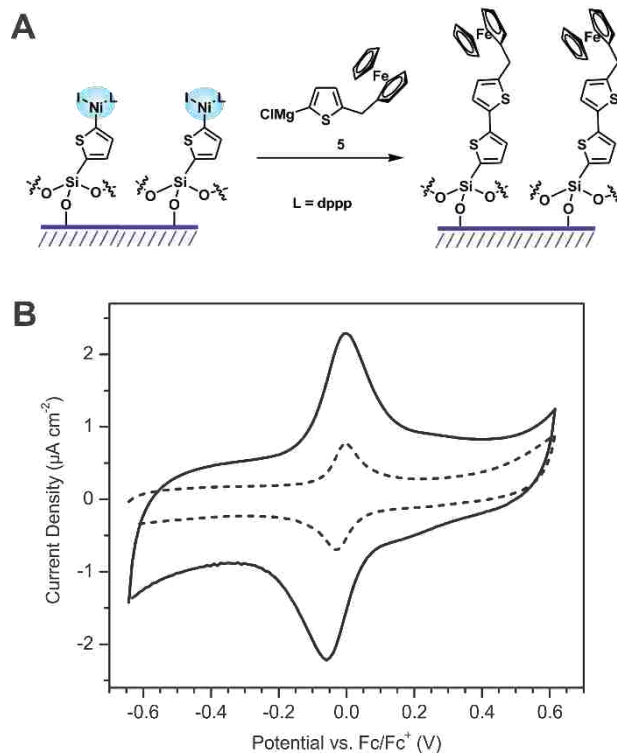 A
Fe
Fe
I L
Ni
I L
Ni
Fe
S
S
S
S
ClMg
S
S
S
5
Si
O O
O
Si
O O
O
L = dppp
Si
O O
O
Si
O O
O
B
2
1
0
-1
-2
Current Density (µA cm-2)
-0.6 -0.4 -0.2 0.0 0.2 0.4 0.6
Potential vs. Fc/Fc+ (V)